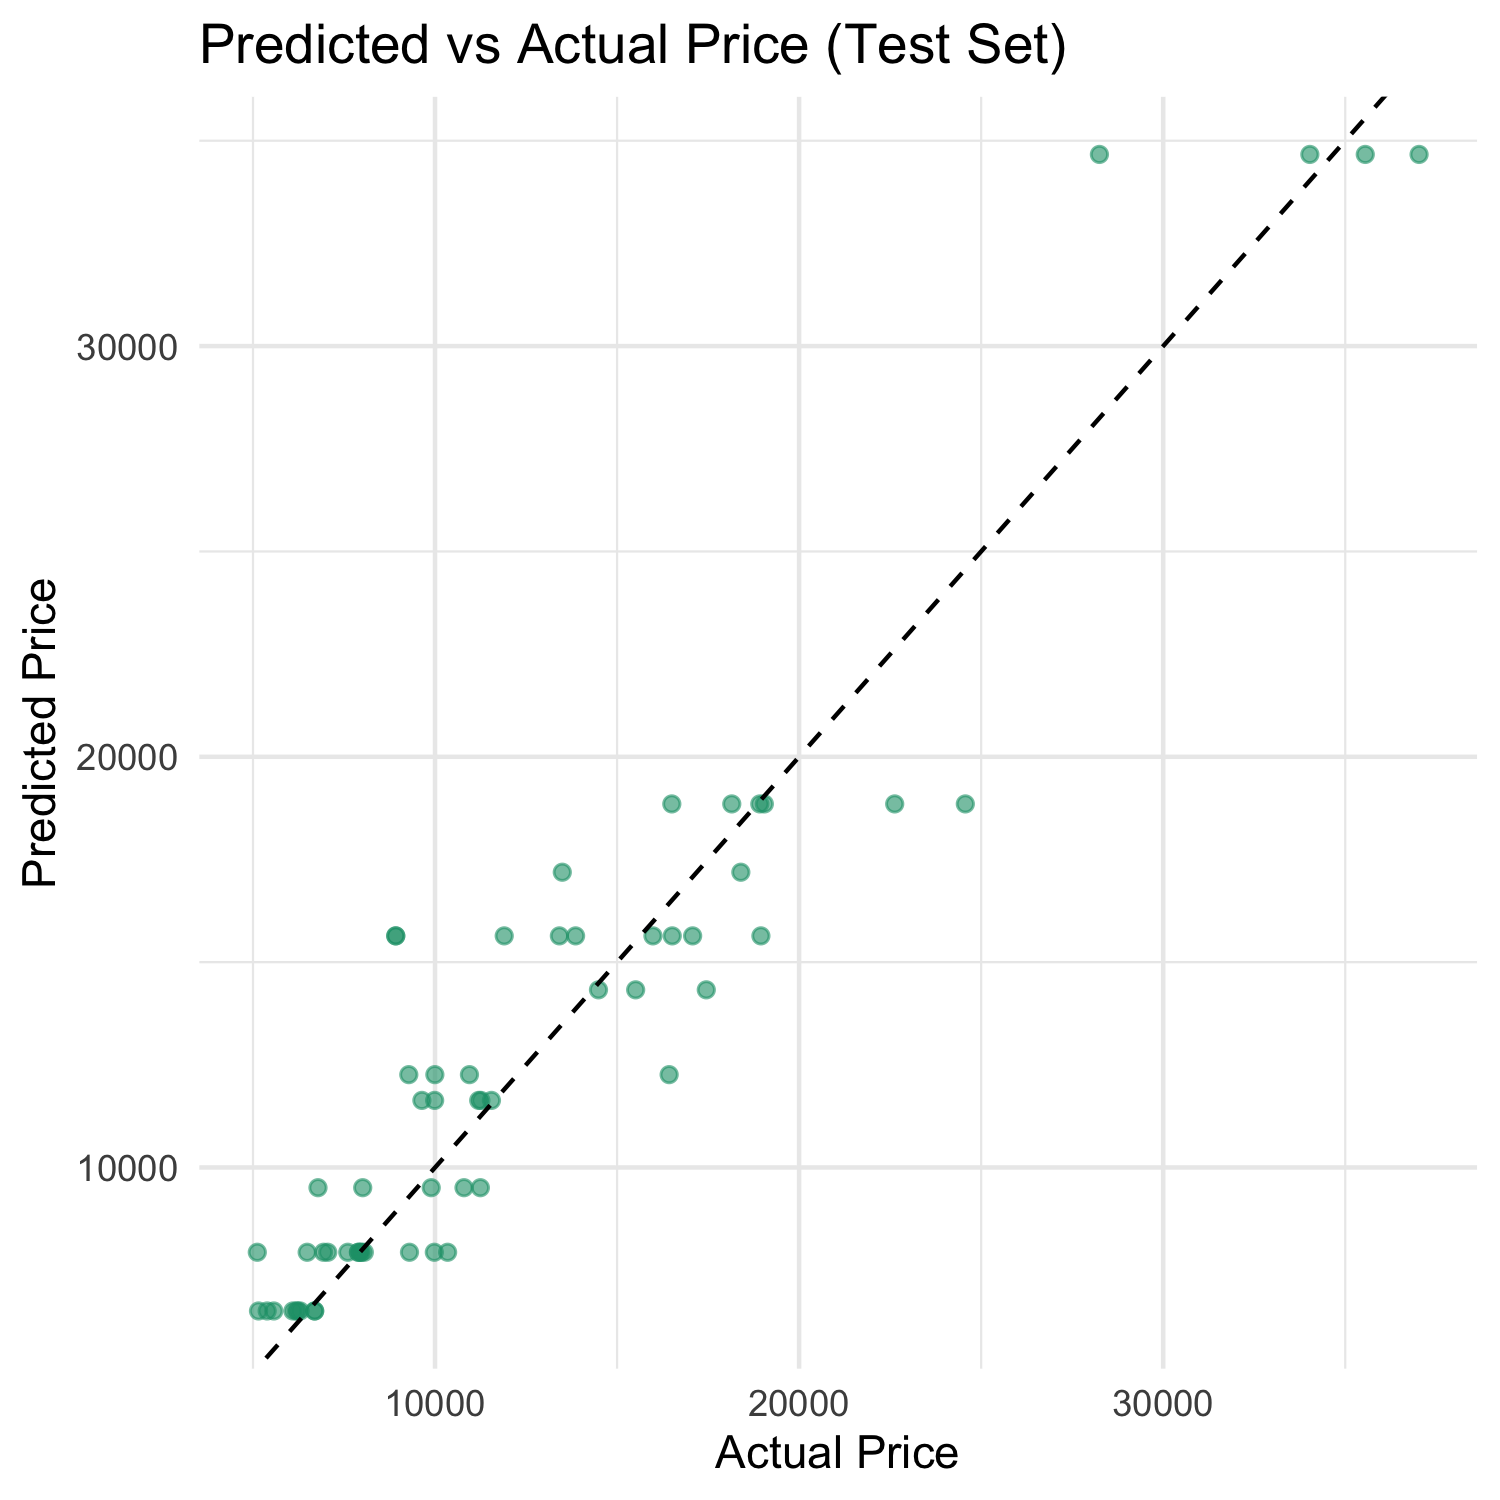 Predicted vs Actual Price (Test Set)
Predicted Price
30000
20000
10000
10000 20000 30000
Actual Price